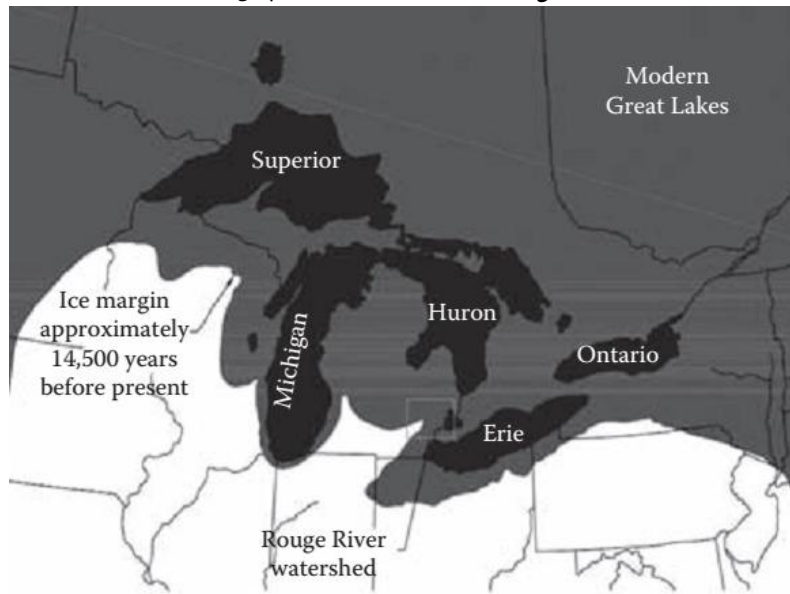 Modern
Great Lakes
Superior
Ice margin
approximately
14,500 years
before present
Michigan
Huron
Ontario
Erie
Rouge River
watershed